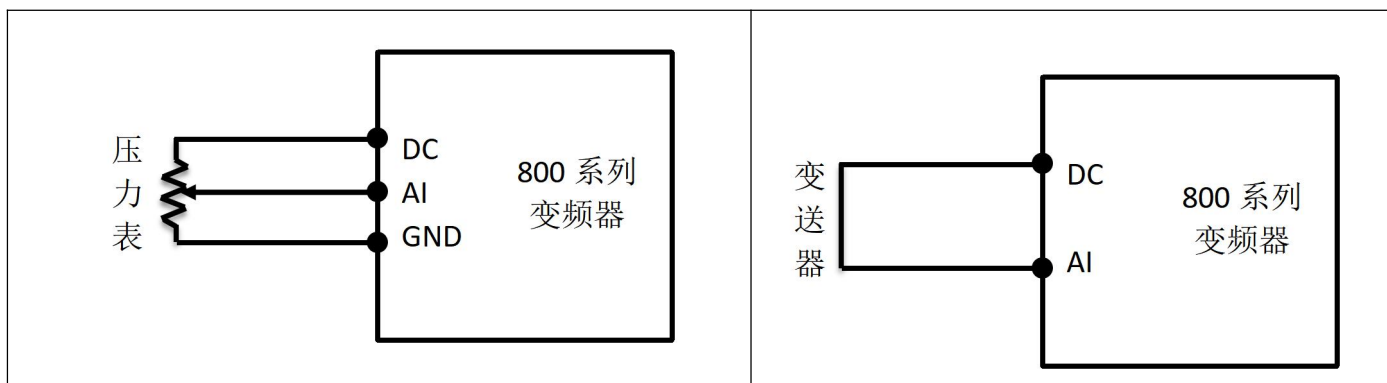 压力表
DC
AI
GND
800 系列
变频器
变送器
DC
AI
800 系列
变频器